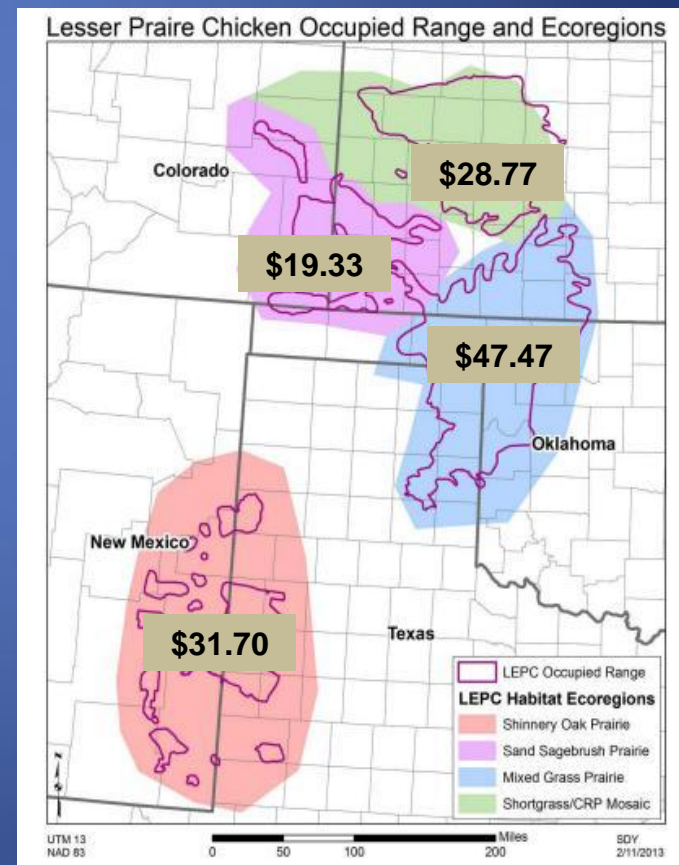 Lesser Praire Chicken Occupied Range and Ecoregions
Colorado
$28.77
$19.33
$47.47
Oklahoma
New Mexico
$31.70
Texas
LEPC Occupied Range
LEPC Habitat Ecoregions
Shinnery Oak Prairie
Sand Sagebrush Prairie
Mixed Grass Prairie
Shortgrass/CRP Mosaic
N
UTM 13
NAD 83
Miles
0 50 100 200
SDY
2/11/2013